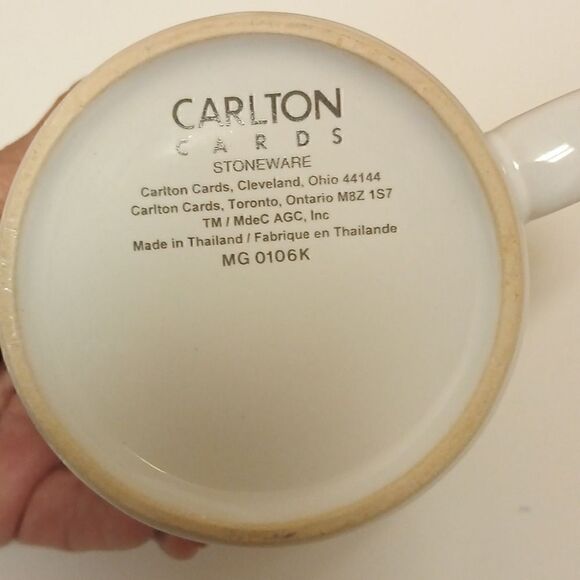 CARLTON
CARDS
STONEWARE
Carlton Cards, Cleveland, Ohio 44144
Carlton Cards, Toronto, Ontario M8Z 1S7
TM / MdeC AGC, Inc
Made in Thailand / Fabrique en Thailande
MG 0106K